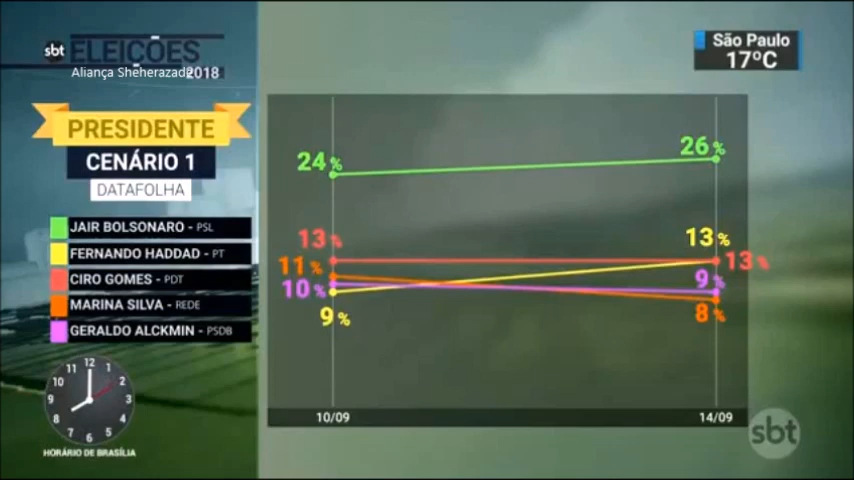 sbt ELEIÇÕES
Aliança Sheherazade
2018
São Paulo
17ºC
PRESIDENTE
CENÁRIO 1
DATAFOLHA
JAIR BOLSONARO - PSL
FERNANDO HADDAD - PT
CIRO GOMES - PDT
MARINA SILVA - REDE
GERALDO ALCKMIN - PSDB
12
1
2
3
4
5
6
7
8
9
10
11
HORÁRIO DE BRASÍLIA
24%
26%
13%
13%
13%
11%
10%
9%
9%
8%
10/09
14/09
sbt